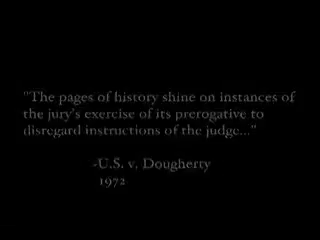 "The pages of history shine on instances of
the jury's exercise of its prerogative to
disregard instructions of the judge..."
-U.S. v. Dougherty
1972